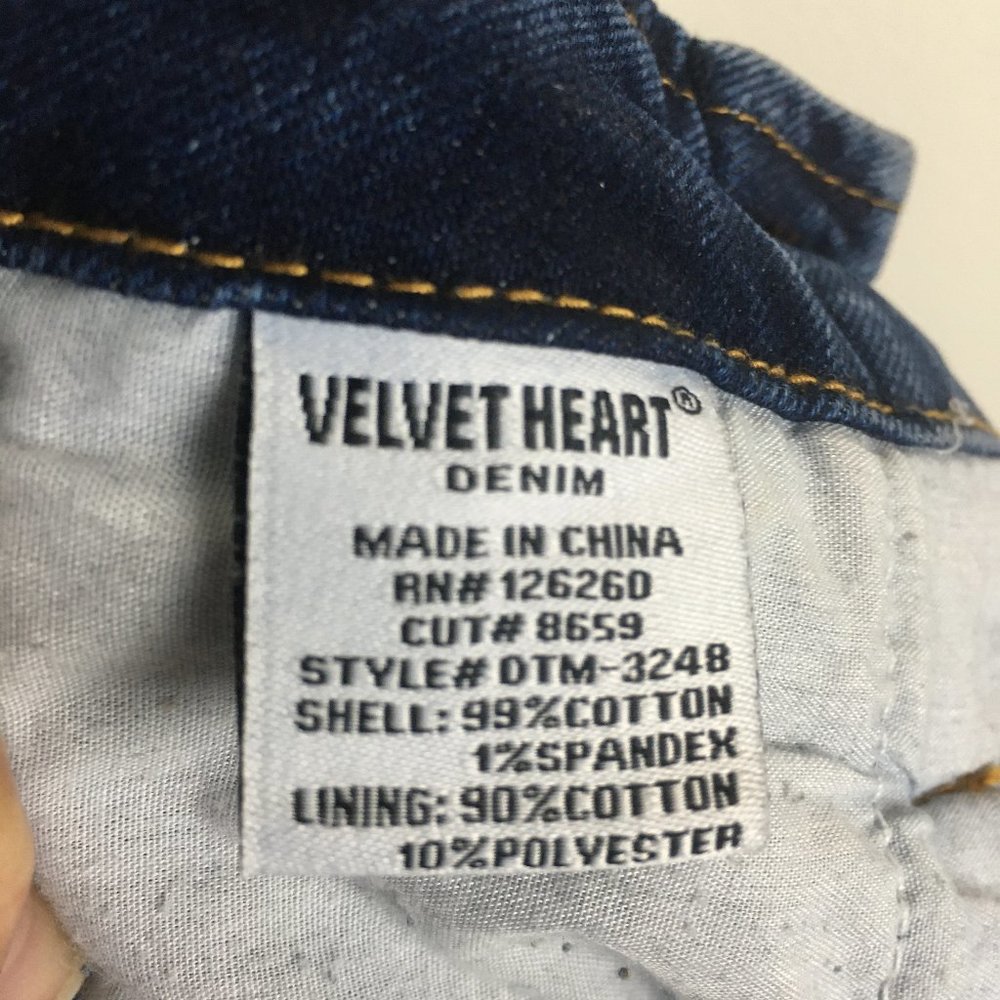 VELVET HEART®
DENIM
MADE IN CHINA
RN# 126260
CUT# 8659
STYLE# DTM-3248
SHELL: 99%COTTON
1%SPANDEX
LINING: 90%COTTON
10%POLYESTER